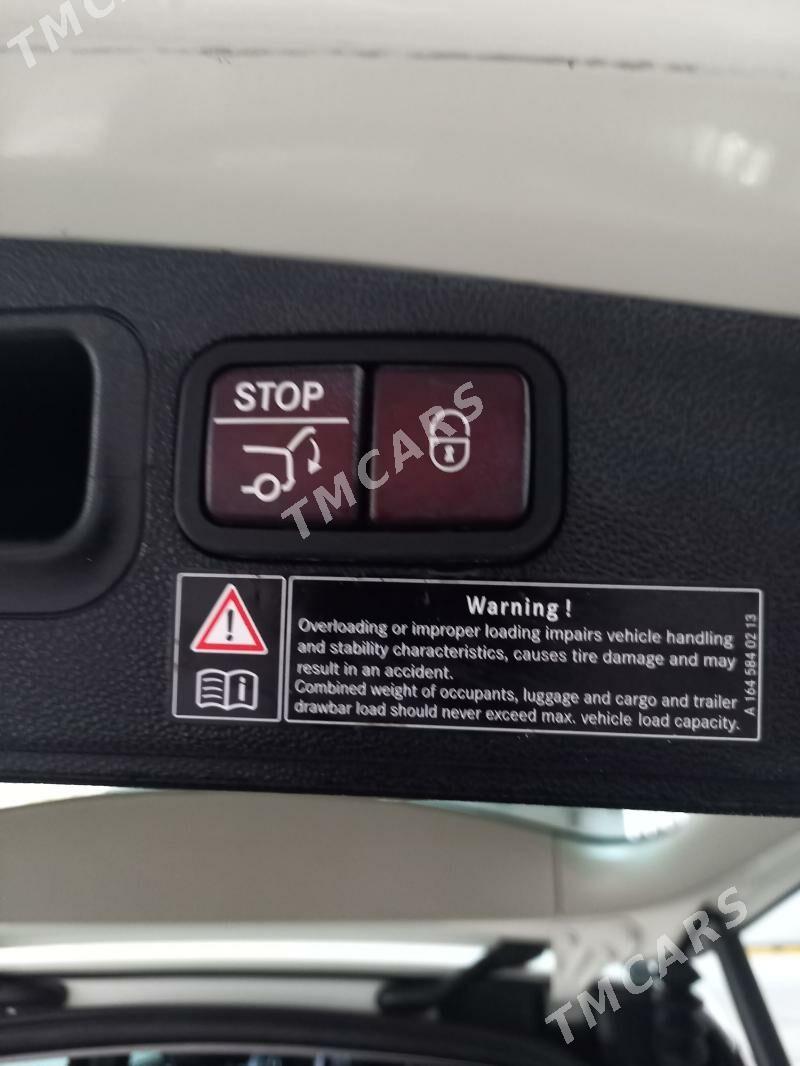 TMCARS
STOP
TMCARS
Warning !
Overloading or improper loading impairs vehicle handling
and stability characteristics, causes tire damage and may
result in an accident.
Combined weight of occupants, luggage and cargo and trailer
drawbar load should never exceed max. vehicle load capacity.
A 164 584 02 13
TMCARS